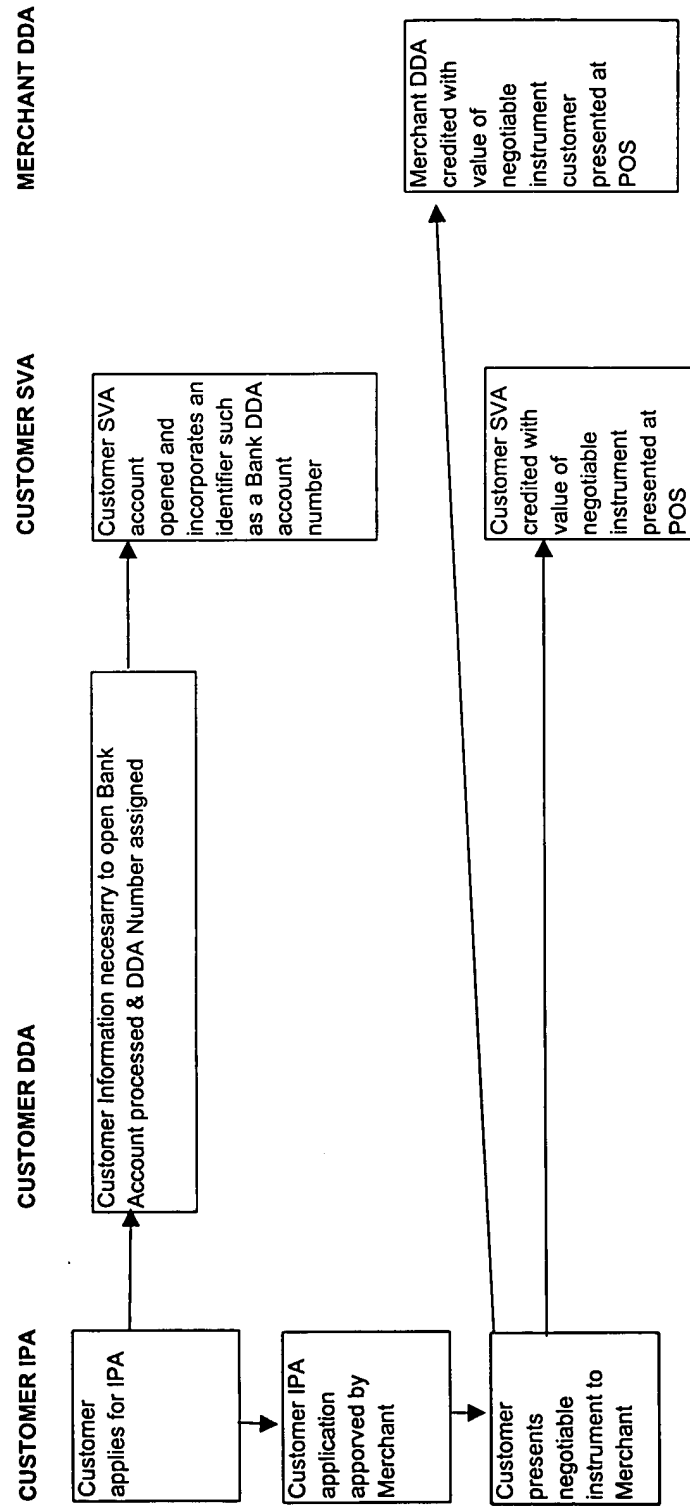 CUSTOMER IPA
CUSTOMER DDA
CUSTOMER SVA
MERCHANT DDA
Customer
applies for IPA
Customer Information necesarry to open Bank
Account processed & DDA Number assigned
Customer SVA
account
opened and
incorporates an
identifier such
as a Bank DDA
account
number
Customer IPA
application
apporved by
Merchant
Customer
presents
negotiable
instrument to
Merchant
Customer SVA
credited with
value of
negotiable
instrument
presented at
POS
Merchant DDA
credited with
value of
negotiable
instrument
customer
presented at
POS